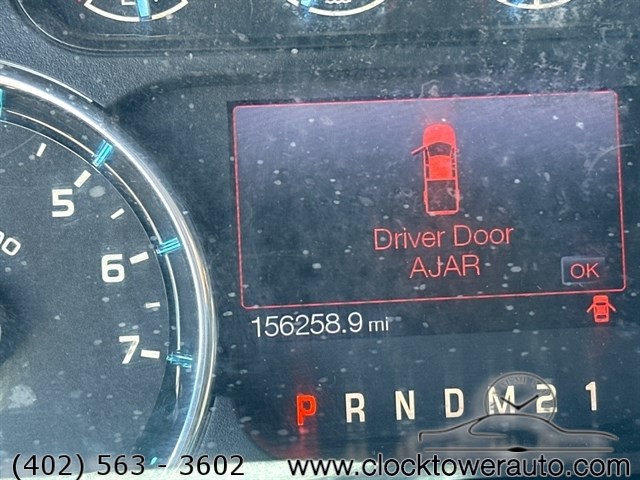 5
6
7
Driver Door
AJAR
OK
156258.9 mi
P R N D M 2 1
(402) 563 - 3602 www.clocktowerauto.com